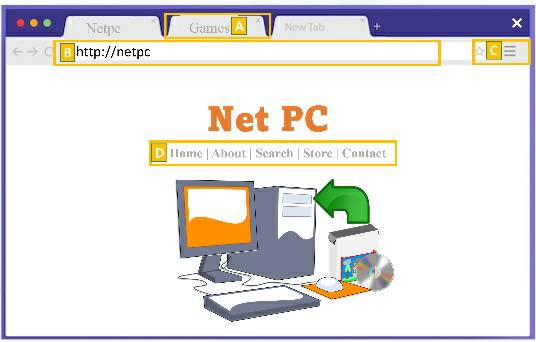 Netpc Games A New Tab +
B http://netpc C
Net PC
D Home | About | Search | Store | Contact